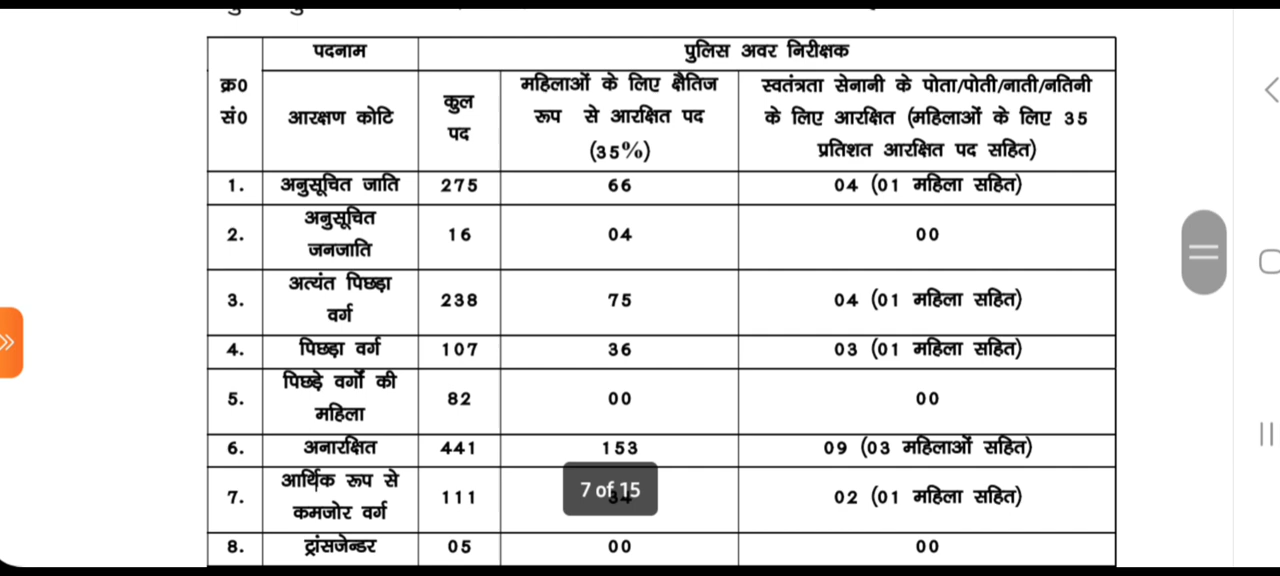 पदनाम
पुलिस अवर निरीक्षक
क्र0
सं0
आरक्षण कोटि
कुल
पद
महिलाओं के लिए क्षैतिज
रूप से आरक्षित पद
(35%)
स्वतंत्रता सेनानी के पोता/पोती/नाती/नतिनी
के लिए आरक्षित (महिलाओं के लिए 35
प्रतिशत आरक्षित पद सहित)
1. अनुसूचित जाति 275 66 04 (01 महिला सहित)
2. अनुसूचित
जनजाति
16 04 00
3. अत्यंत पिछड़ा
वर्ग
238 75 04 (01 महिला सहित)
4. पिछड़ा वर्ग 107 36 03 (01 महिला सहित)
5. पिछड़े वर्गों की
महिला
82 00 00
6. अनारक्षित 441 153 09 (03 महिलाओं सहित)
7. आर्थिक रूप से
कमजोर वर्ग
111 02 (01 महिला सहित)
7 of 15
8. ट्रांसजेन्डर 05 00 00